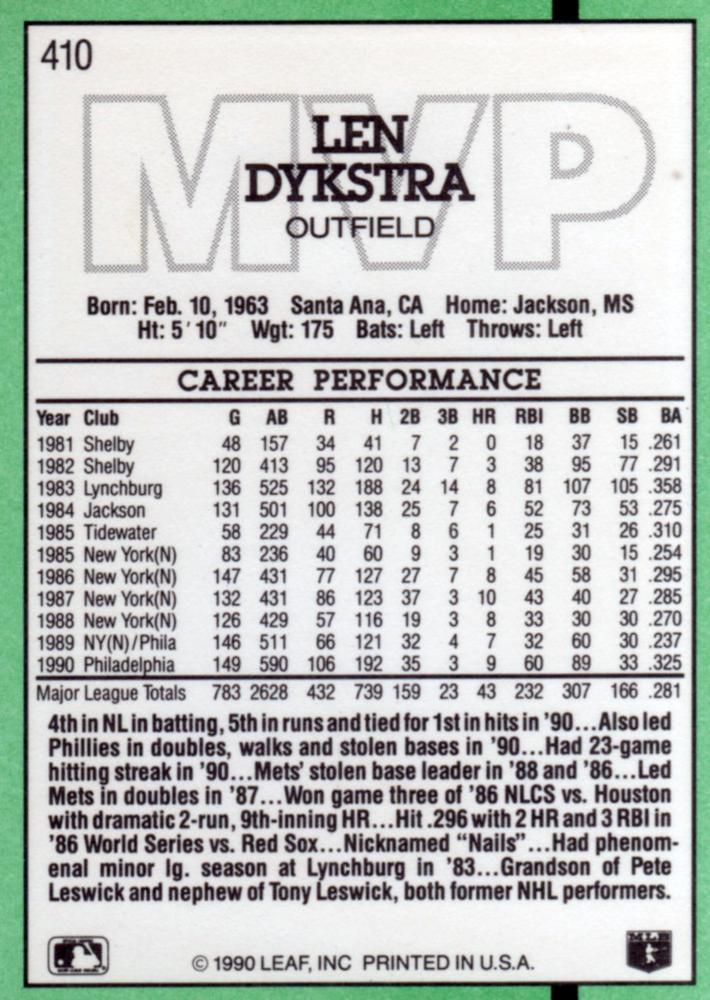 410
MVP
LEN
DYKSTRA
OUTFIELD
Born: Feb. 10, 1963 Santa Ana, CA Home: Jackson, MS
Ht: 5' 10" Wgt: 175 Bats: Left Throws: Left
CAREER PERFORMANCE
Year Club G AB R H 2B 3B HR RBI BB SB BA
1981 Shelby 48 157 34 41 7 2 0 18 37 15 .261
1982 Shelby 120 413 95 120 13 7 3 38 95 77 .291
1983 Lynchburg 136 525 132 188 24 14 8 81 107 105 .358
1984 Jackson 131 501 100 138 25 7 6 52 73 53 .275
1985 Tidewater 58 229 44 71 8 6 1 25 31 26 .310
1985 New York(N) 83 236 40 60 9 3 1 19 30 15 .254
1986 New York(N) 147 431 77 127 27 7 8 45 58 31 .295
1987 New York(N) 132 431 86 123 37 3 10 43 40 27 .285
1988 New York(N) 126 429 57 116 19 3 8 33 30 30 .270
1989 NY(N)/Phila 146 511 66 121 32 4 7 32 60 30 .237
1990 Philadelphia 149 590 106 192 35 3 9 60 89 33 .325
Major League Totals 783 2628 432 739 159 23 43 232 307 166 .281
4th in NL in batting, 5th in runs and tied for 1st in hits in '90...Also led
Phillies in doubles, walks and stolen bases in '90...Had 23-game
hitting streak in '90...Mets' stolen base leader in '88 and '86...Led
Mets in doubles in '87...Won game three of '86 NLCS vs. Houston
with dramatic 2-run, 9th-inning HR...Hit .296 with 2 HR and 3 RBI in
'86 World Series vs. Red Sox...Nicknamed "Nails"...Had phenom-
enal minor lg. season at Lynchburg in '83...Grandson of Pete
Leswick and nephew of Tony Leswick, both former NHL performers.
© 1990 LEAF, INC PRINTED IN U.S.A.